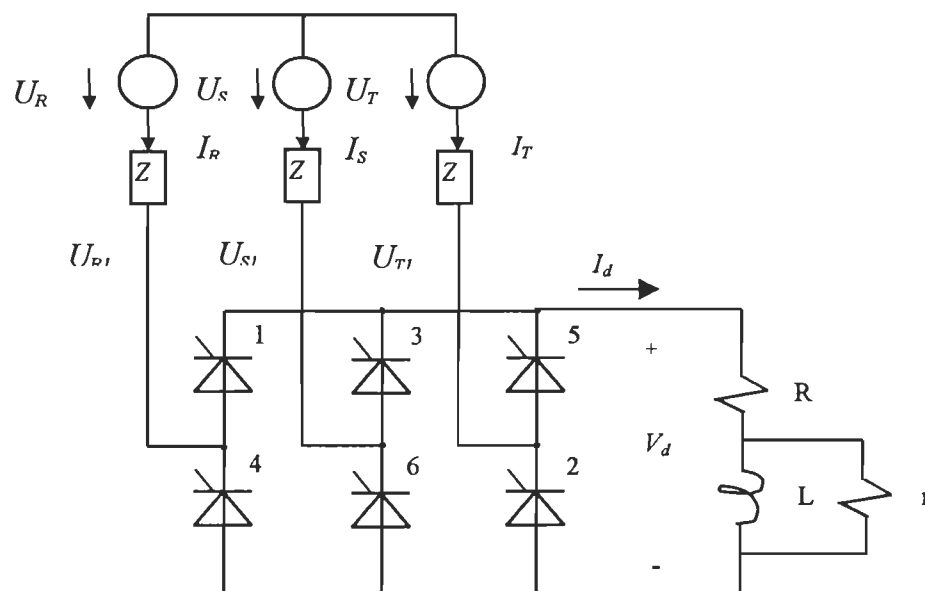 U_R U_S U_T
I_R I_S I_T
Z Z Z
U_R1 U_S1 U_T1
I_d
1 3 5
+
R
V_d
4 6 2
L
-